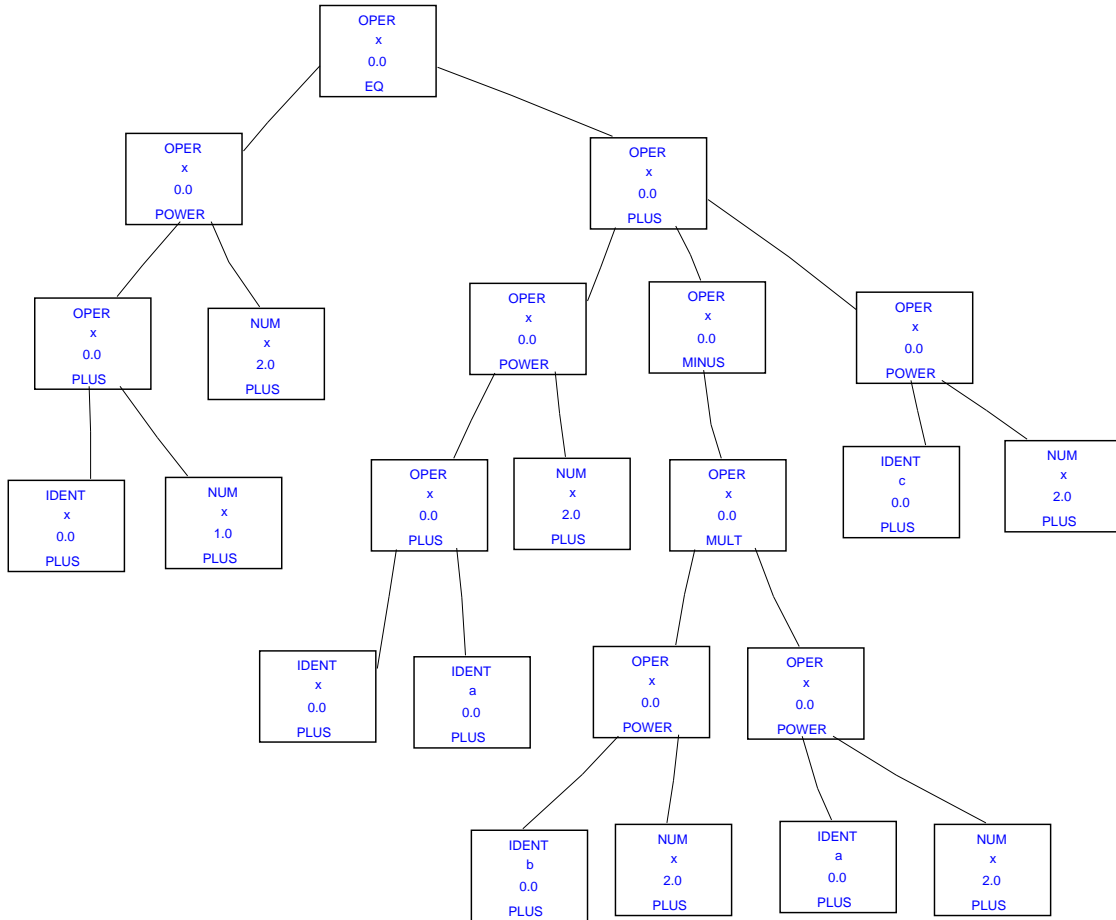 OPER
x
0.0
EQ
OPER
x
0.0
POWER
OPER
x
0.0
PLUS
OPER
x
0.0
PLUS
NUM
x
2.0
PLUS
OPER
x
0.0
POWER
OPER
x
0.0
MINUS
OPER
x
0.0
POWER
IDENT
x
0.0
PLUS
NUM
x
1.0
PLUS
OPER
x
0.0
PLUS
NUM
x
2.0
PLUS
OPER
x
0.0
MULT
IDENT
c
0.0
PLUS
NUM
x
2.0
PLUS
IDENT
x
0.0
PLUS
IDENT
a
0.0
PLUS
OPER
x
0.0
POWER
OPER
x
0.0
POWER
IDENT
b
0.0
PLUS
NUM
x
2.0
PLUS
IDENT
a
0.0
PLUS
NUM
x
2.0
PLUS